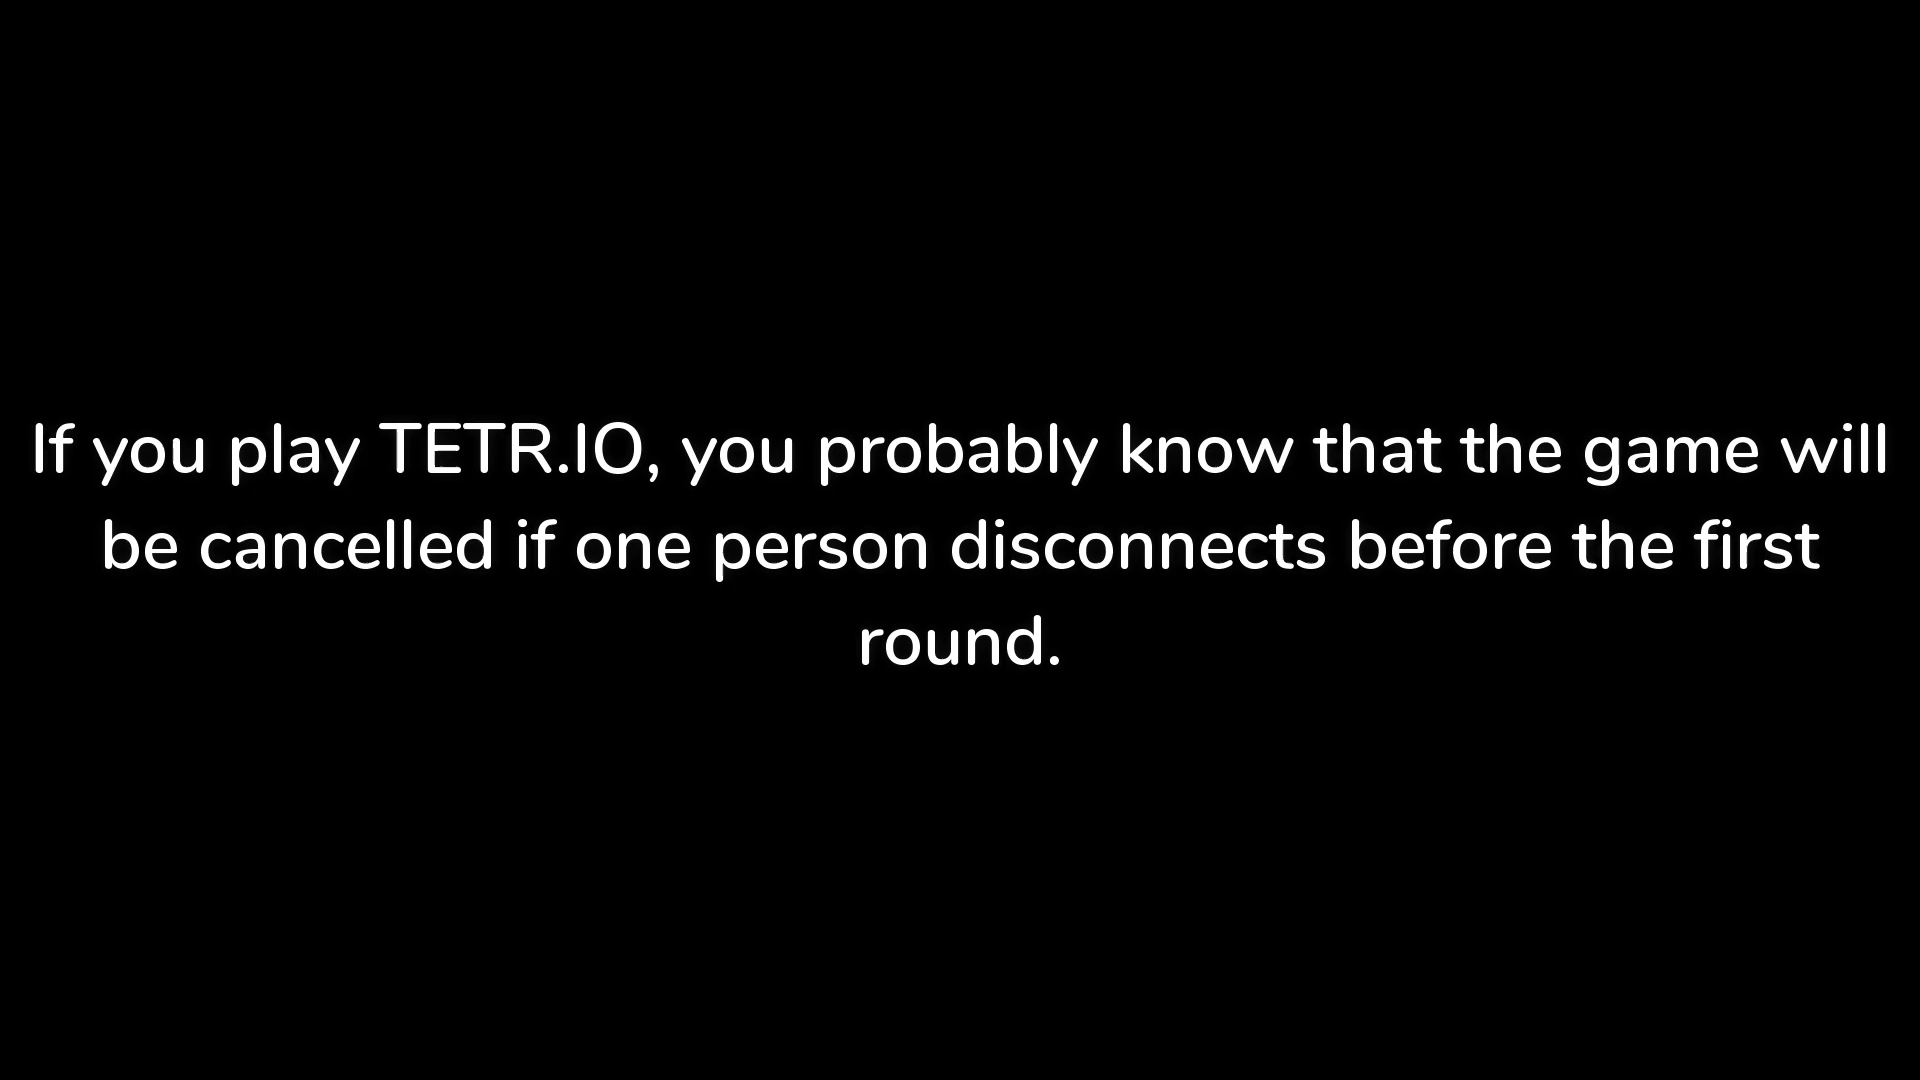 If you play TETR.IO, you probably know that the game will
be cancelled if one person disconnects before the first
round.